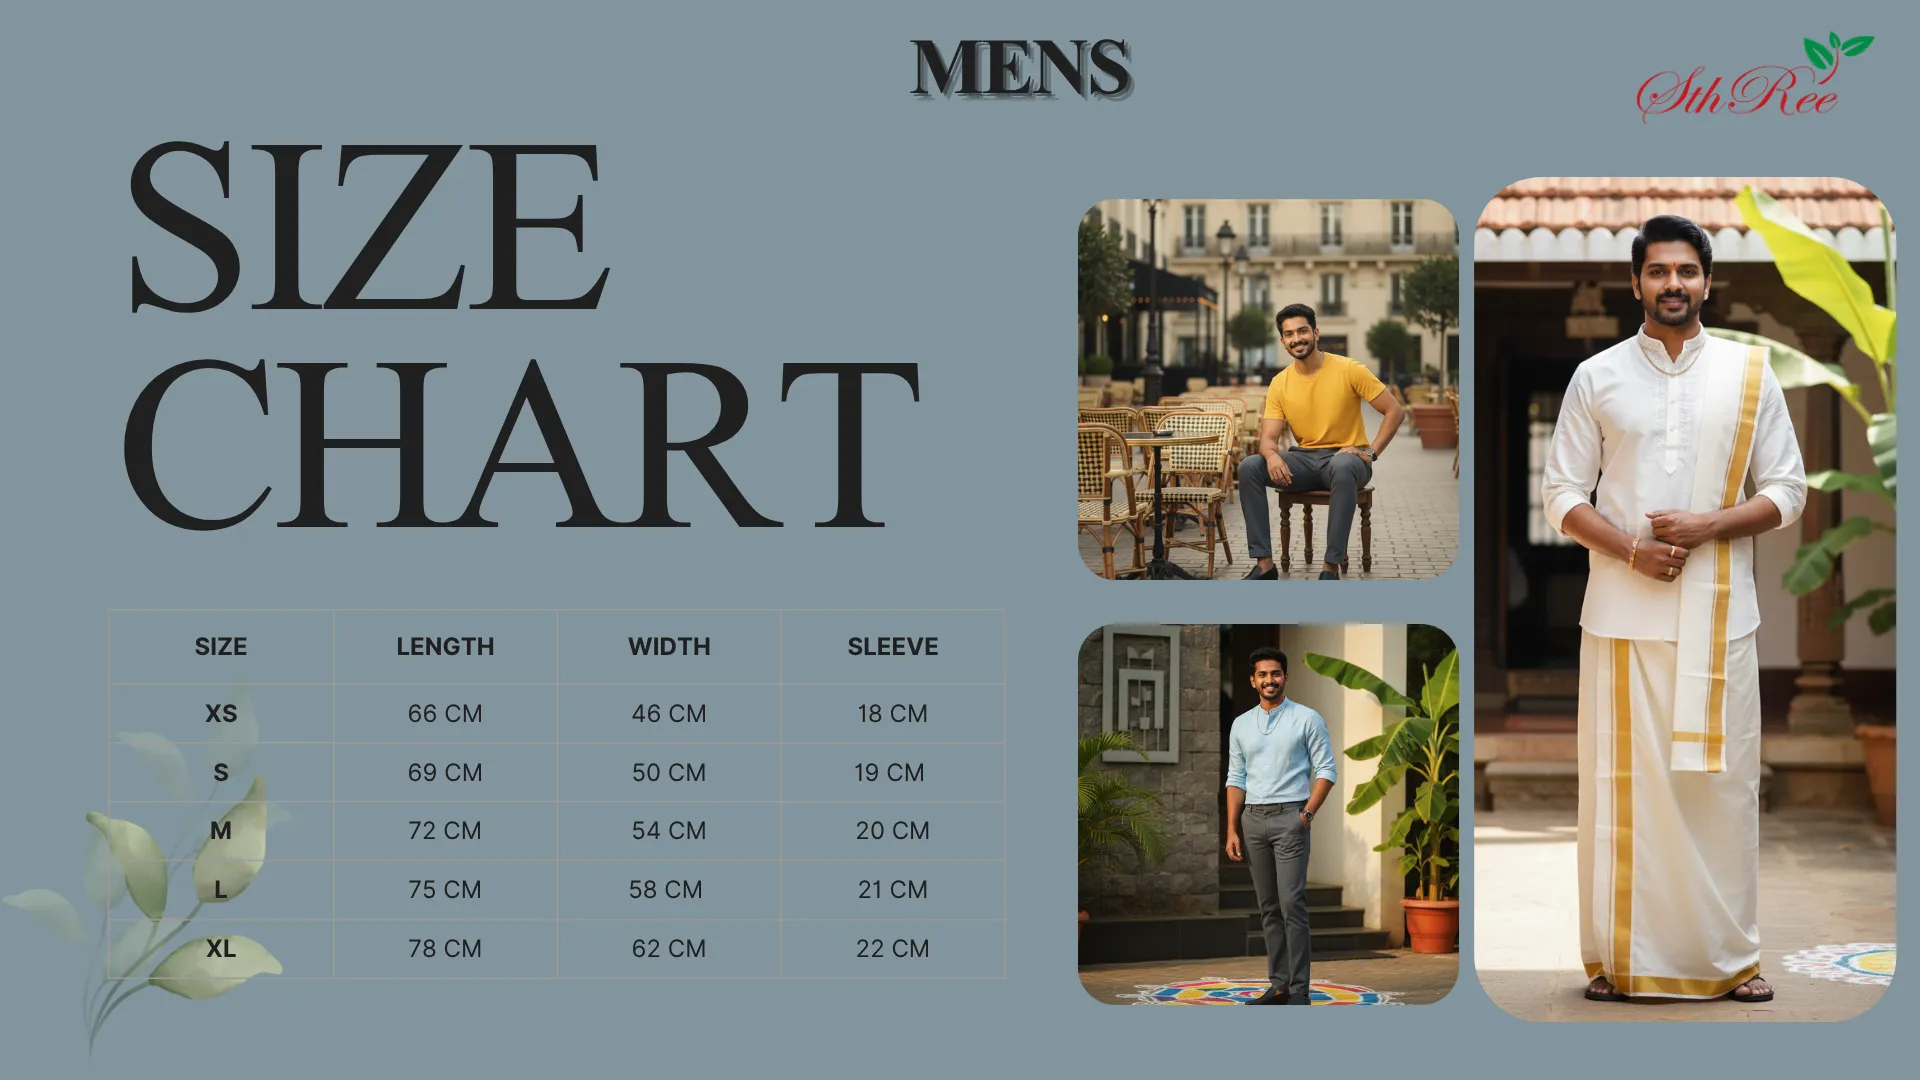 MENS
SthRee
SIZE
CHART
SIZE LENGTH WIDTH SLEEVE
XS 66 CM 46 CM 18 CM
S 69 CM 50 CM 19 CM
M 72 CM 54 CM 20 CM
L 75 CM 58 CM 21 CM
XL 78 CM 62 CM 22 CM